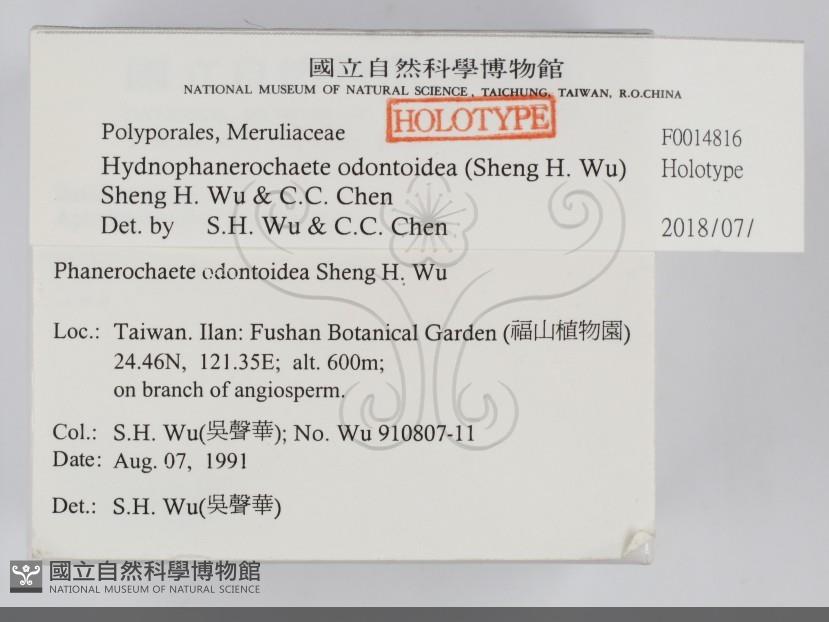 國立自然科學博物館
NATIONAL MUSEUM OF NATURAL SCIENCE, TAICHUNG, TAIWAN, R.O.CHINA
HOLOTYPE
Polyporales, Meruliaceae
F0014816
Hydnophanerochaete odontoidea (Sheng H. Wu)
Holotype
Sheng H. Wu & C.C. Chen
Det. by S.H. Wu & C.C. Chen
2018/07/
Phanerochaete odontoidea Sheng H. Wu
Loc.: Taiwan. Ilan: Fushan Botanical Garden (福山植物園)
24.46N, 121.35E; alt. 600m;
on branch of angiosperm.
Col.: S.H. Wu(吳聲華); No. Wu 910807-11
Date: Aug. 07, 1991
Det.: S.H. Wu(吳聲華)
國立自然科學博物館
NATIONAL MUSEUM OF NATURAL SCIENCE